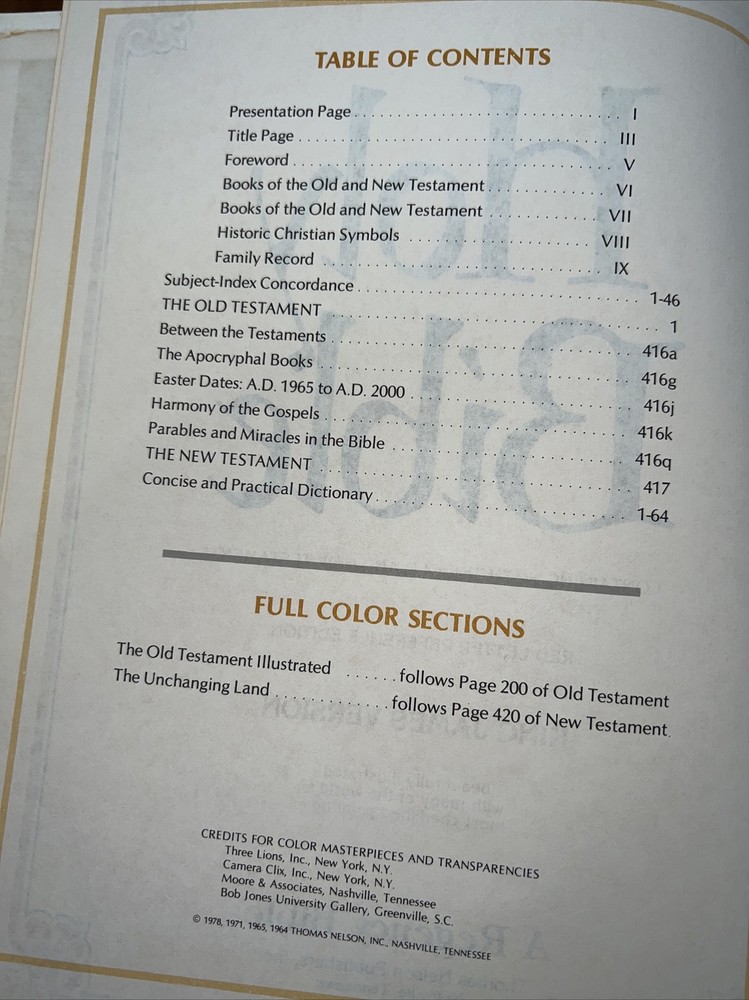 TABLE OF CONTENTS
Presentation Page . . . . . . . . . . . . . . . . . . . . . . . . . . . . I
Title Page . . . . . . . . . . . . . . . . . . . . . . . . . . . . . . . . . . III
Foreword . . . . . . . . . . . . . . . . . . . . . . . . . . . . . . . . . . V
Books of the Old and New Testament . . . . . . . . . . . VI
Books of the Old and New Testament . . . . . . . . . . . VII
Historic Christian Symbols . . . . . . . . . . . . . . . . . . . VIII
Family Record . . . . . . . . . . . . . . . . . . . . . . . . . . . . . IX
Subject-Index Concordance . . . . . . . . . . . . . . . . . . . . . . . . . . . . 1-46
THE OLD TESTAMENT . . . . . . . . . . . . . . . . . . . . . . . . . . . . . . . . . 1
Between the Testaments . . . . . . . . . . . . . . . . . . . . . . . . . . . . . 416a
The Apocryphal Books . . . . . . . . . . . . . . . . . . . . . . . . . . . . . . 416g
Easter Dates: A.D. 1965 to A.D. 2000 . . . . . . . . . . . . . . . . . . . . 416j
Harmony of the Gospels . . . . . . . . . . . . . . . . . . . . . . . . . . . . . 416k
Parables and Miracles in the Bible . . . . . . . . . . . . . . . . . . . . . . 416q
THE NEW TESTAMENT . . . . . . . . . . . . . . . . . . . . . . . . . . . . . . 417
Concise and Practical Dictionary . . . . . . . . . . . . . . . . . . . . . . . . 1-64
FULL COLOR SECTIONS
The Old Testament Illustrated . . . . . . follows Page 200 of Old Testament
The Unchanging Land . . . . . . . . . . . . . follows Page 420 of New Testament.
CREDITS FOR COLOR MASTERPIECES AND TRANSPARENCIES
Three Lions, Inc., New York, N.Y.
Camera Clix, Inc., New York, N.Y.
Moore & Associates, Nashville, Tennessee
Bob Jones University Gallery, Greenville, S.C.
© 1978, 1971, 1965, 1964 THOMAS NELSON, INC., NASHVILLE, TENNESSEE